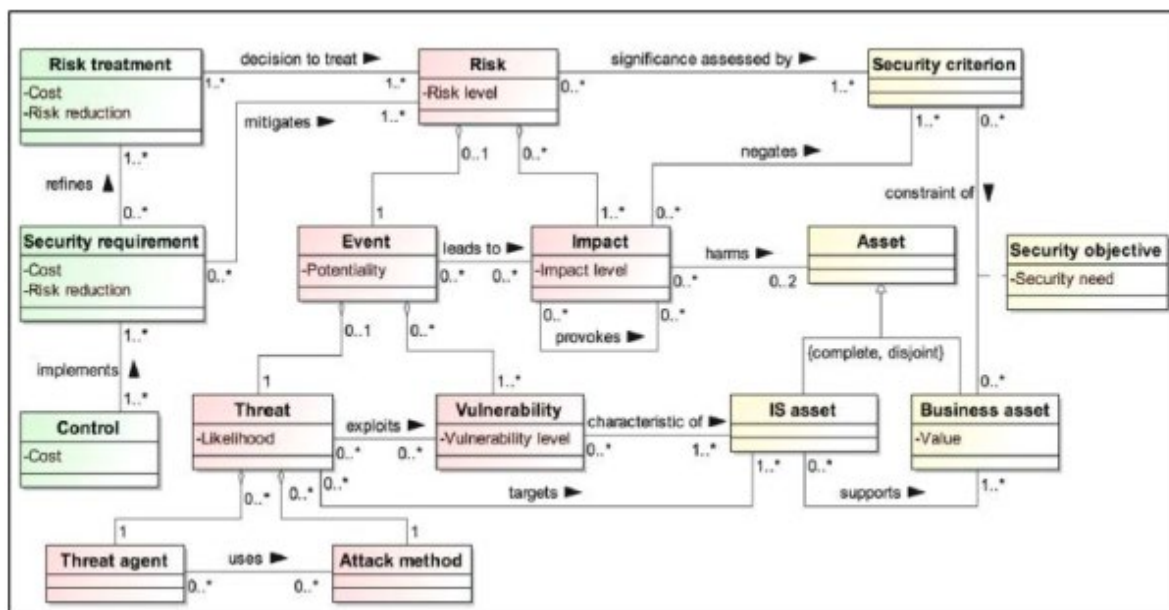 Risk treatment
-Cost
-Risk reduction
decision to treat ►
1..*
1..*
Risk
-Risk level
significance assessed by ►
0..*
1..*
Security criterion
mitigates ►
1..*
1..*
refines ▲
0..*
0..1
0..*
negates ►
1..*
0..*
constraint of ▼
Security requirement
-Cost
-Risk reduction
0..*
1
Event
-Potentiality
leads to ►
0..*
0..*
1..*
0..*
Impact
-Impact level
harms ►
0..*
0..2
Asset
Security objective
-Security need
0..*
0..*
provokes ►
1..*
implements ▲
1..*
0..1
0..*
{complete, disjoint}
1
1..*
0..*
Control
-Cost
Threat
-Likelihood
exploits ►
0..*
0..*
Vulnerability
-Vulnerability level
characteristic of ►
0..*
1..*
IS asset
Business asset
-Value
0..*
0..*
0..*
targets ►
1..*
0..*
supports ►
1..*
1
1
Threat agent
uses ►
0..*
0..*
Attack method